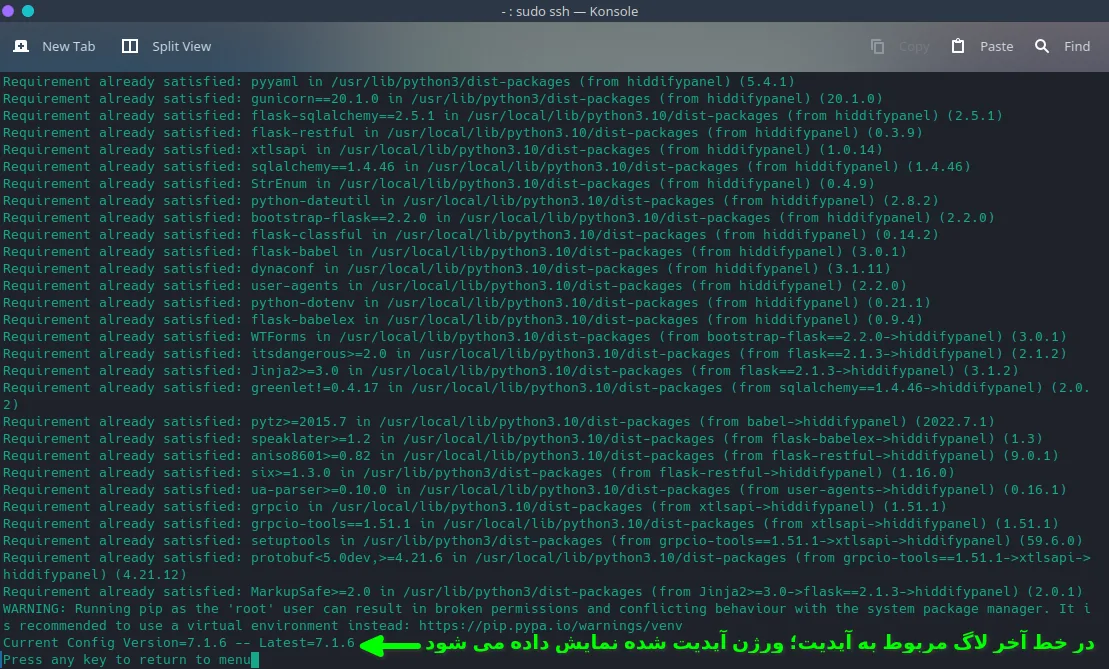 - : sudo ssh — Konsole
New Tab Split View Copy Paste Find
Requirement already satisfied: pyyaml in /usr/lib/python3/dist-packages (from hiddifypanel) (5.4.1)
Requirement already satisfied: gunicorn==20.1.0 in /usr/lib/python3/dist-packages (from hiddifypanel) (20.1.0)
Requirement already satisfied: flask-sqlalchemy==2.5.1 in /usr/local/lib/python3.10/dist-packages (from hiddifypanel) (2.5.1)
Requirement already satisfied: flask-restful in /usr/local/lib/python3.10/dist-packages (from hiddifypanel) (0.3.9)
Requirement already satisfied: xtlsapi in /usr/local/lib/python3.10/dist-packages (from hiddifypanel) (1.0.14)
Requirement already satisfied: sqlalchemy==1.4.46 in /usr/local/lib/python3.10/dist-packages (from hiddifypanel) (1.4.46)
Requirement already satisfied: StrEnum in /usr/local/lib/python3.10/dist-packages (from hiddifypanel) (0.4.9)
Requirement already satisfied: python-dateutil in /usr/local/lib/python3.10/dist-packages (from hiddifypanel) (2.8.2)
Requirement already satisfied: bootstrap-flask==2.2.0 in /usr/local/lib/python3.10/dist-packages (from hiddifypanel) (2.2.0)
Requirement already satisfied: flask-classful in /usr/local/lib/python3.10/dist-packages (from hiddifypanel) (0.14.2)
Requirement already satisfied: flask-babel in /usr/local/lib/python3.10/dist-packages (from hiddifypanel) (3.0.1)
Requirement already satisfied: dynaconf in /usr/local/lib/python3.10/dist-packages (from hiddifypanel) (3.1.11)
Requirement already satisfied: user-agents in /usr/local/lib/python3.10/dist-packages (from hiddifypanel) (2.2.0)
Requirement already satisfied: python-dotenv in /usr/local/lib/python3.10/dist-packages (from hiddifypanel) (0.21.1)
Requirement already satisfied: flask-babelex in /usr/local/lib/python3.10/dist-packages (from hiddifypanel) (0.9.4)
Requirement already satisfied: WTForms in /usr/local/lib/python3.10/dist-packages (from bootstrap-flask==2.2.0->hiddifypanel) (3.0.1)
Requirement already satisfied: itsdangerous>=2.0 in /usr/local/lib/python3.10/dist-packages (from flask==2.1.3->hiddifypanel) (2.1.2)
Requirement already satisfied: Jinja2>=3.0 in /usr/local/lib/python3.10/dist-packages (from flask==2.1.3->hiddifypanel) (3.1.2)
Requirement already satisfied: greenlet!=0.4.17 in /usr/local/lib/python3.10/dist-packages (from sqlalchemy==1.4.46->hiddifypanel) (2.0.
2)
Requirement already satisfied: pytz>=2015.7 in /usr/local/lib/python3.10/dist-packages (from babel->hiddifypanel) (2022.7.1)
Requirement already satisfied: speaklater>=1.2 in /usr/local/lib/python3.10/dist-packages (from flask-babelex->hiddifypanel) (1.3)
Requirement already satisfied: aniso8601>=0.82 in /usr/local/lib/python3.10/dist-packages (from flask-restful->hiddifypanel) (9.0.1)
Requirement already satisfied: six>=1.3.0 in /usr/lib/python3/dist-packages (from flask-restful->hiddifypanel) (1.16.0)
Requirement already satisfied: ua-parser>=0.10.0 in /usr/local/lib/python3.10/dist-packages (from user-agents->hiddifypanel) (0.16.1)
Requirement already satisfied: grpcio in /usr/local/lib/python3.10/dist-packages (from xtlsapi->hiddifypanel) (1.51.1)
Requirement already satisfied: grpcio-tools==1.51.1 in /usr/local/lib/python3.10/dist-packages (from xtlsapi->hiddifypanel) (1.51.1)
Requirement already satisfied: setuptools in /usr/lib/python3/dist-packages (from grpcio-tools==1.51.1->xtlsapi->hiddifypanel) (59.6.0)
Requirement already satisfied: protobuf<5.0dev,>=4.21.6 in /usr/local/lib/python3.10/dist-packages (from grpcio-tools==1.51.1->xtlsapi->
hiddifypanel) (4.21.12)
Requirement already satisfied: MarkupSafe>=2.0 in /usr/lib/python3/dist-packages (from Jinja2>=3.0->flask==2.1.3->hiddifypanel) (2.0.1)
WARNING: Running pip as the 'root' user can result in broken permissions and conflicting behaviour with the system package manager. It i
s recommended to use a virtual environment instead: https://pip.pypa.io/warnings/venv
Current Config Version=7.1.6 -- Latest=7.1.6
در خط آخر لاگ مربوط به آپدیت؛ ورژن آپدیت شده نمایش داده می شود
Press any key to return to menu